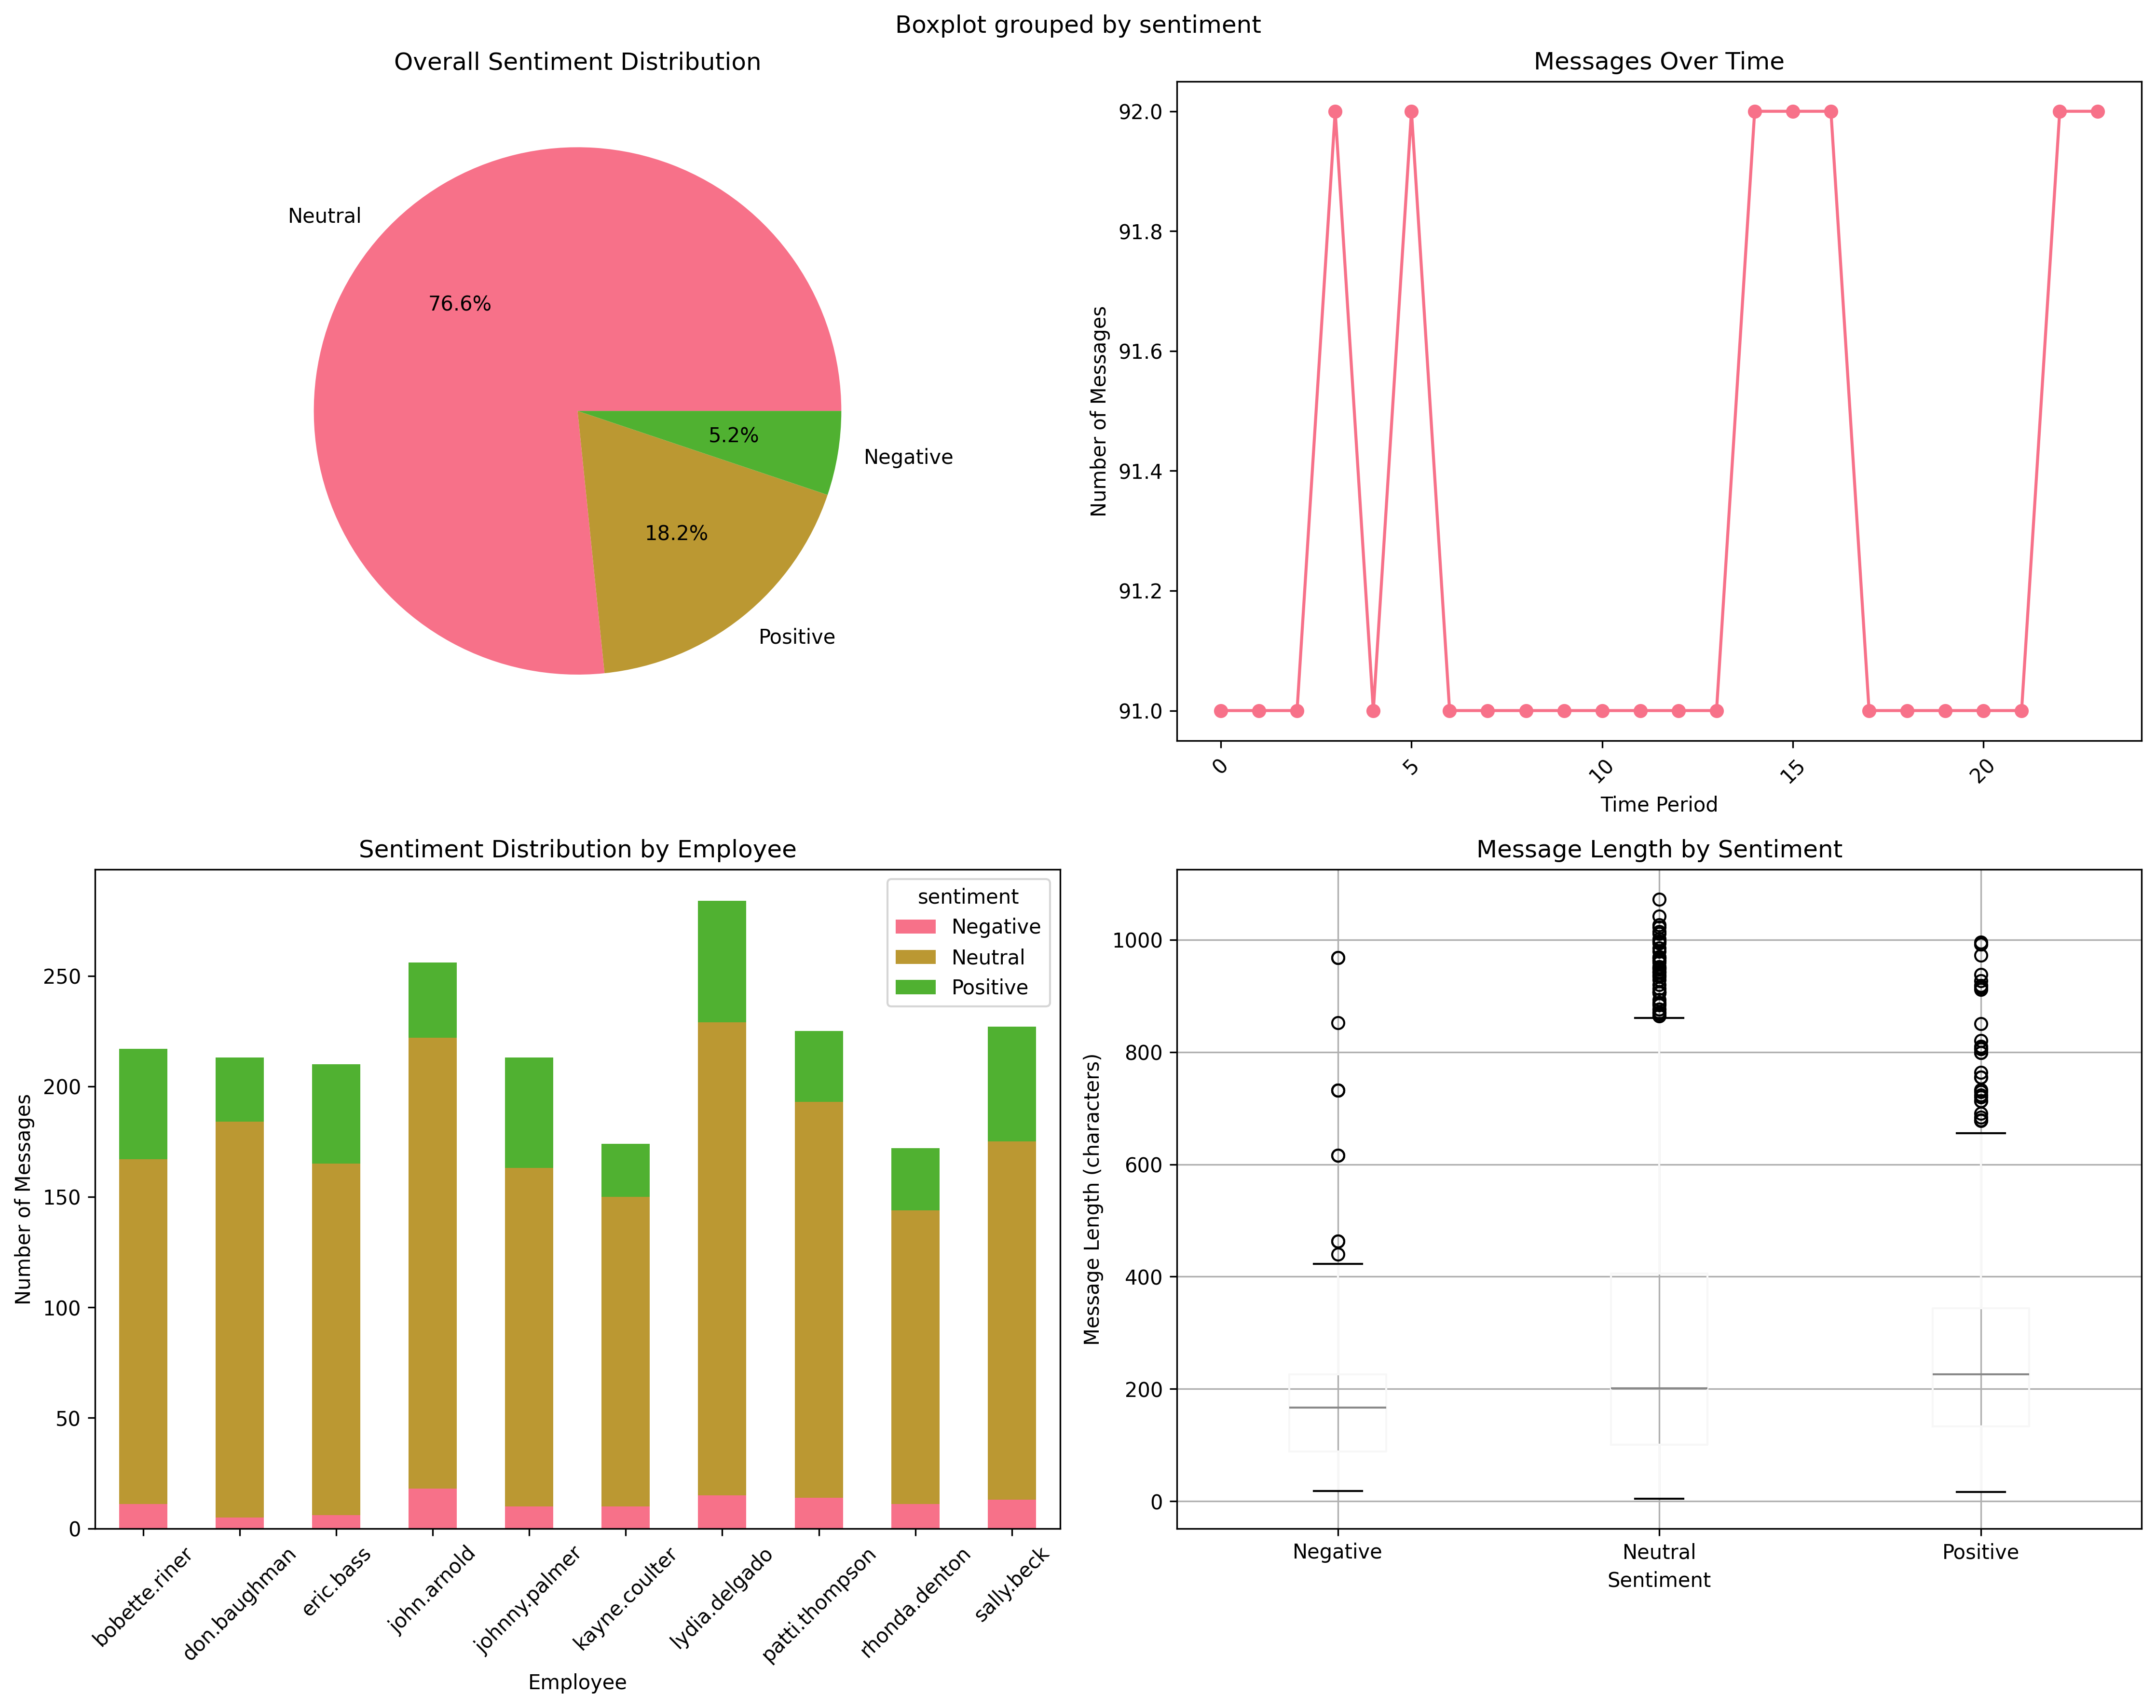 Boxplot grouped by sentiment
Overall Sentiment Distribution
Neutral
76.6%
5.2%
Negative
18.2%
Positive
Messages Over Time
Number of Messages
92.0
91.8
91.6
91.4
91.2
91.0
0
5
10
15
20
Time Period
Sentiment Distribution by Employee
Number of Messages
250
200
150
100
50
0
sentiment
Negative
Neutral
Positive
bobette.riner
don.baughman
eric.bass
john.arnold
johnny.palmer
kayne.coulter
lydia.delgado
patti.thompson
rhonda.denton
sally.beck
Employee
Message Length by Sentiment
Message Length (characters)
1000
800
600
400
200
0
Negative
Neutral
Positive
Sentiment